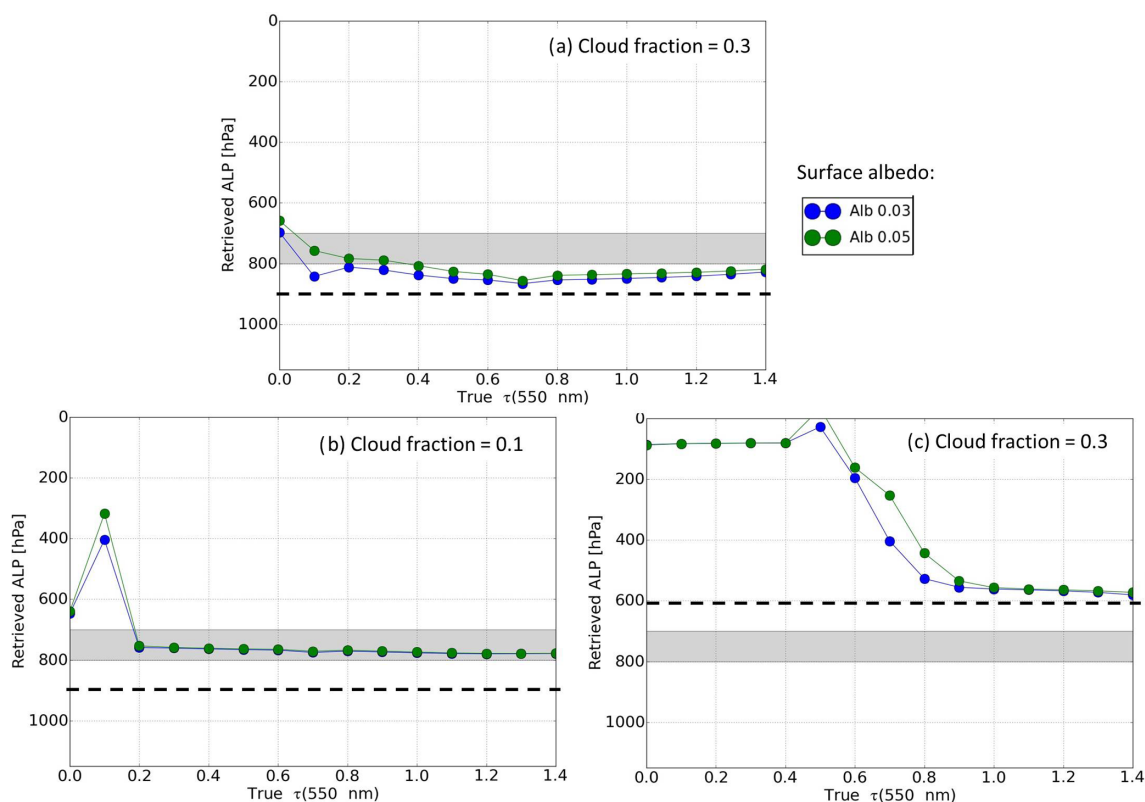 (a) Cloud fraction = 0.3
Retrieved ALP [hPa]
0
200
400
600
800
1000
0.0 0.2 0.4 0.6 0.8 1.0 1.2 1.4
True τ(550 nm)
Surface albedo:
Alb 0.03
Alb 0.05
(b) Cloud fraction = 0.1
Retrieved ALP [hPa]
0
200
400
600
800
1000
0.0 0.2 0.4 0.6 0.8 1.0 1.2 1.4
True τ(550 nm)
(c) Cloud fraction = 0.3
Retrieved ALP [hPa]
0
200
400
600
800
1000
0.0 0.2 0.4 0.6 0.8 1.0 1.2 1.4
True τ(550 nm)